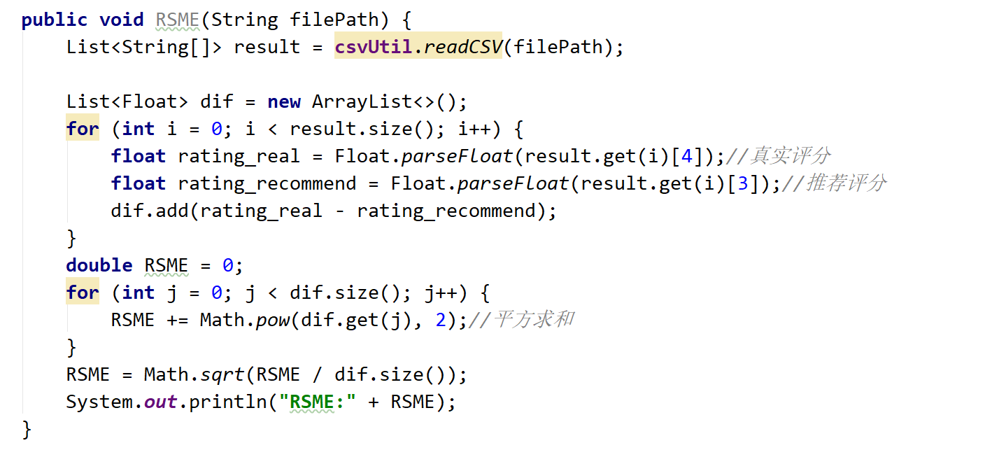 public void RSME(String filePath) {
    List<String[]> result = csvUtil.readCSV(filePath);

    List<Float> dif = new ArrayList<>();
    for (int i = 0; i < result.size(); i++) {
        float rating_real = Float.parseFloat(result.get(i)[4]);//真实评分
        float rating_recommend = Float.parseFloat(result.get(i)[3]);//推荐评分
        dif.add(rating_real - rating_recommend);
    }
    double RSME = 0;
    for (int j = 0; j < dif.size(); j++) {
        RSME += Math.pow(dif.get(j), 2);//平方求和
    }
    RSME = Math.sqrt(RSME / dif.size());
    System.out.println("RSME:" + RSME);
}